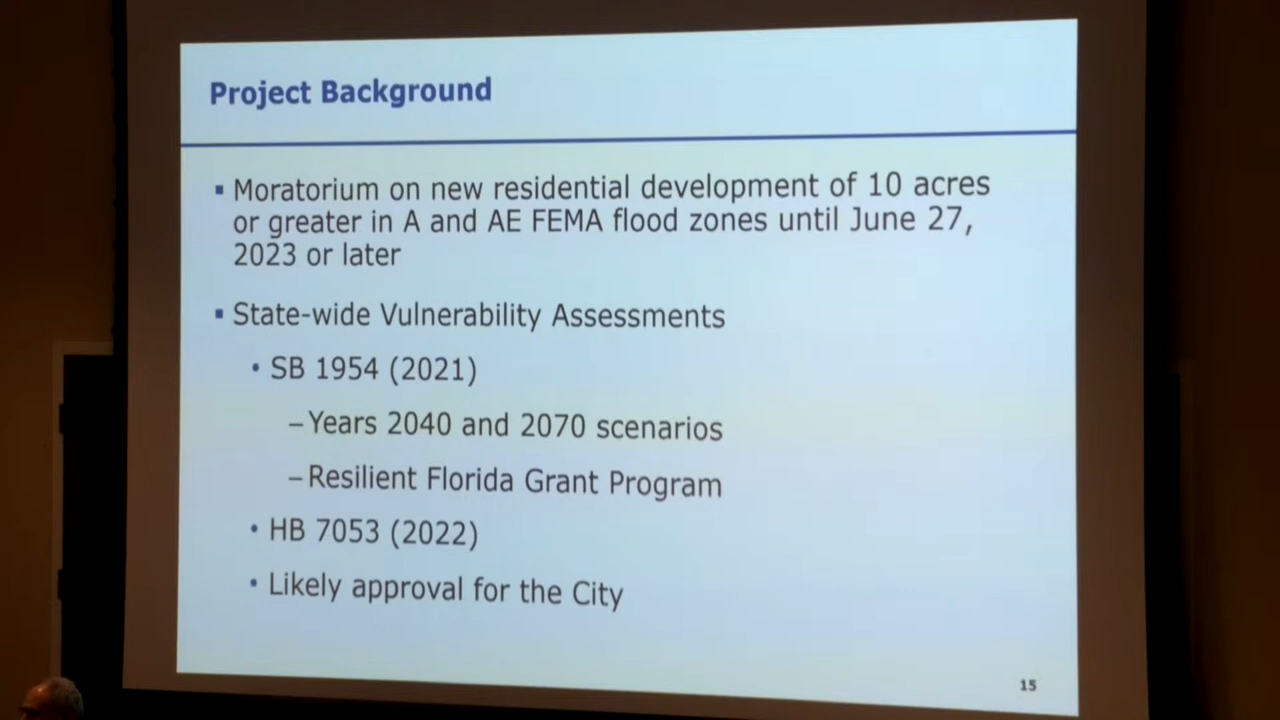 Project Background
▪ Moratorium on new residential development of 10 acres
or greater in A and AE FEMA flood zones until June 27,
2023 or later
▪ State-wide Vulnerability Assessments
• SB 1954 (2021)
– Years 2040 and 2070 scenarios
– Resilient Florida Grant Program
• HB 7053 (2022)
• Likely approval for the City
15